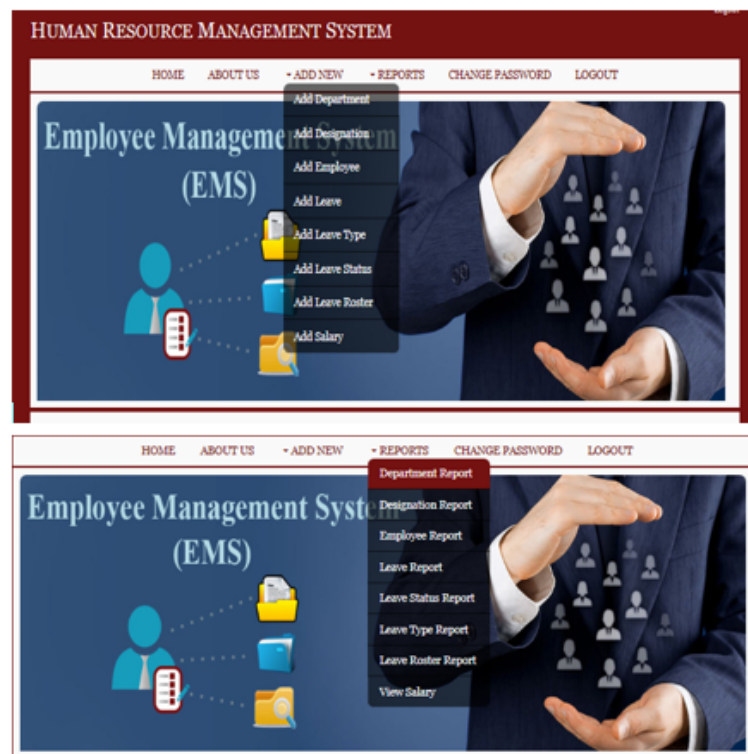 Logout
HUMAN RESOURCE MANAGEMENT SYSTEM
HOME ABOUT US ADD NEW REPORTS CHANGE PASSWORD LOGOUT
Add Department
Employee Management System
Add Designation
Add Employee
(EMS)
Add Leave
Add Leave Type
Add Leave Status
Add Leave Roster
Add Salary
HOME ABOUT US ADD NEW REPORTS CHANGE PASSWORD LOGOUT
Department Report
Employee Management Syst
Designation Report
Employee Report
(EMS)
Leave Report
Leave Status Report
Leave Type Report
Leave Roster Report
View Salary